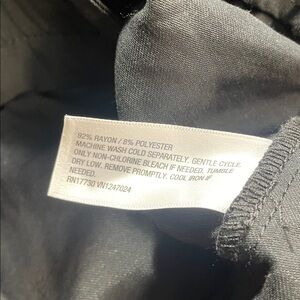 92% RAYON / 8% POLYESTER
MACHINE WASH COLD SEPARATELY. GENTLE CYCLE.
ONLY NON-CHLORINE BLEACH IF NEEDED. TUMBLE
DRY LOW. REMOVE PROMPTLY. COOL IRON IF
NEEDED.
RN17730 VN1247024